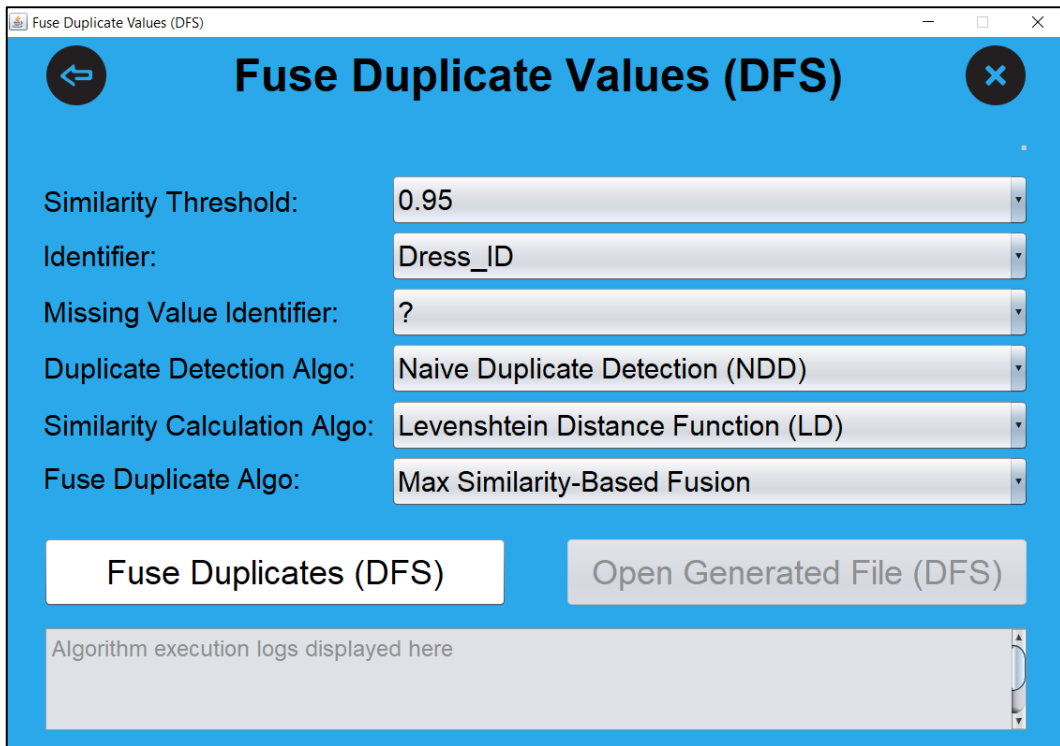 Fuse Duplicate Values (DFS)
Fuse Duplicate Values (DFS)
Similarity Threshold: 0.95
Identifier: Dress_ID
Missing Value Identifier: ?
Duplicate Detection Algo: Naive Duplicate Detection (NDD)
Similarity Calculation Algo: Levenshtein Distance Function (LD)
Fuse Duplicate Algo: Max Similarity-Based Fusion
Fuse Duplicates (DFS) Open Generated File (DFS)
Algorithm execution logs displayed here